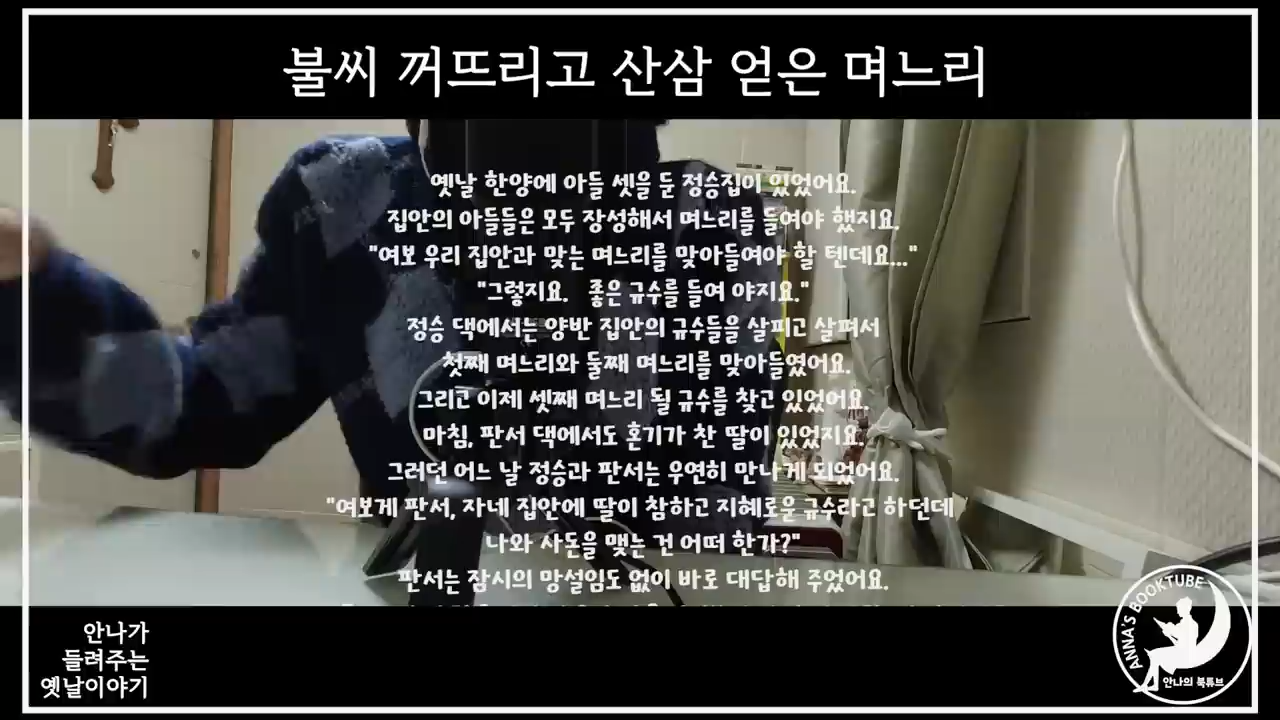 불씨 꺼뜨리고 산삼 얻은 며느리
옛날 한양에 아들 셋을 둔 정승집이 있었어요.
집안의 아들들은 모두 장성해서 며느리를 들여야 했지요.
"여보 우리 집안과 맞는 며느리를 맞아들여야 할 텐데요..."
"그렇지요. 좋은 규수를 들여 야지요."
정승 댁에서는 양반 집안의 규수들을 살피고 살펴서
첫째 며느리와 둘째 며느리를 맞아들였어요.
그리고 이제 셋째 며느리 될 규수를 찾고 있었어요.
마침, 판서 댁에서도 혼기가 찬 딸이 있었지요.
그러던 어느 날 정승과 판서는 우연히 만나게 되었어요.
"여보게 판서, 자네 집안에 딸이 참하고 지혜로운 규수라고 하던데
나와 사돈을 맺는 건 어떠 한가?"
판서는 잠시의 망설임도 없이 바로 대답해 주었어요.
안나가
들려주는
옛날이야기
ANNA'S BOOKTUBE
안나의 북튜브